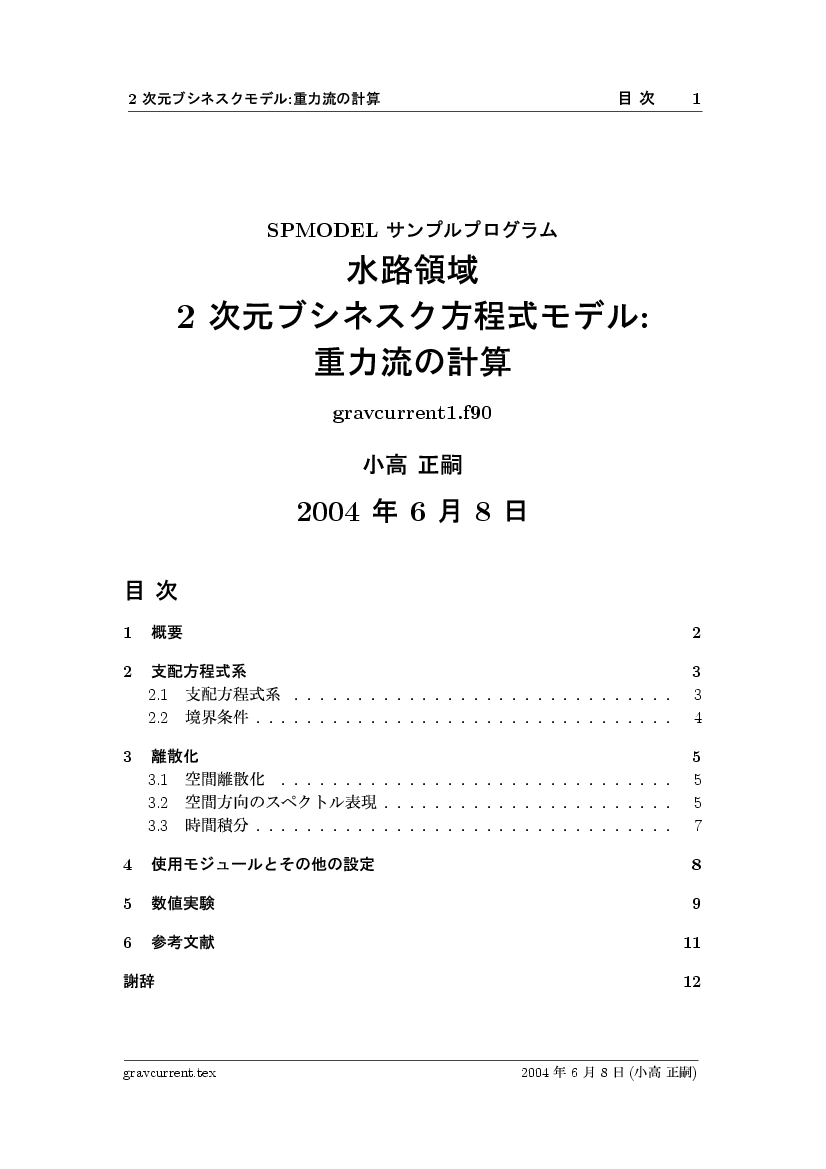 2 次元ブシネスクモデル:重力流の計算 目 次 1
SPMODEL サンプルプログラム
水路領域
2 次元ブシネスク方程式モデル:
重力流の計算
gravcurrent1.f90
小高 正嗣
2004 年 6 月 8 日
目 次
1 概要 2
2 支配方程式系 3
2.1 支配方程式系 . . . . . . . . . . . . . . . . . . . . . . . . . . . . . . 3
2.2 境界条件 . . . . . . . . . . . . . . . . . . . . . . . . . . . . . . . . . 4
3 離散化 5
3.1 空間離散化 . . . . . . . . . . . . . . . . . . . . . . . . . . . . . . . 5
3.2 空間方向のスペクトル表現 . . . . . . . . . . . . . . . . . . . . . . . 5
3.3 時間積分 . . . . . . . . . . . . . . . . . . . . . . . . . . . . . . . . . 7
4 使用モジュールとその他の設定 8
5 数値実験 9
6 参考文献 11
謝辞 12
gravcurrent.tex 2004 年 6 月 8 日 (小高 正嗣)